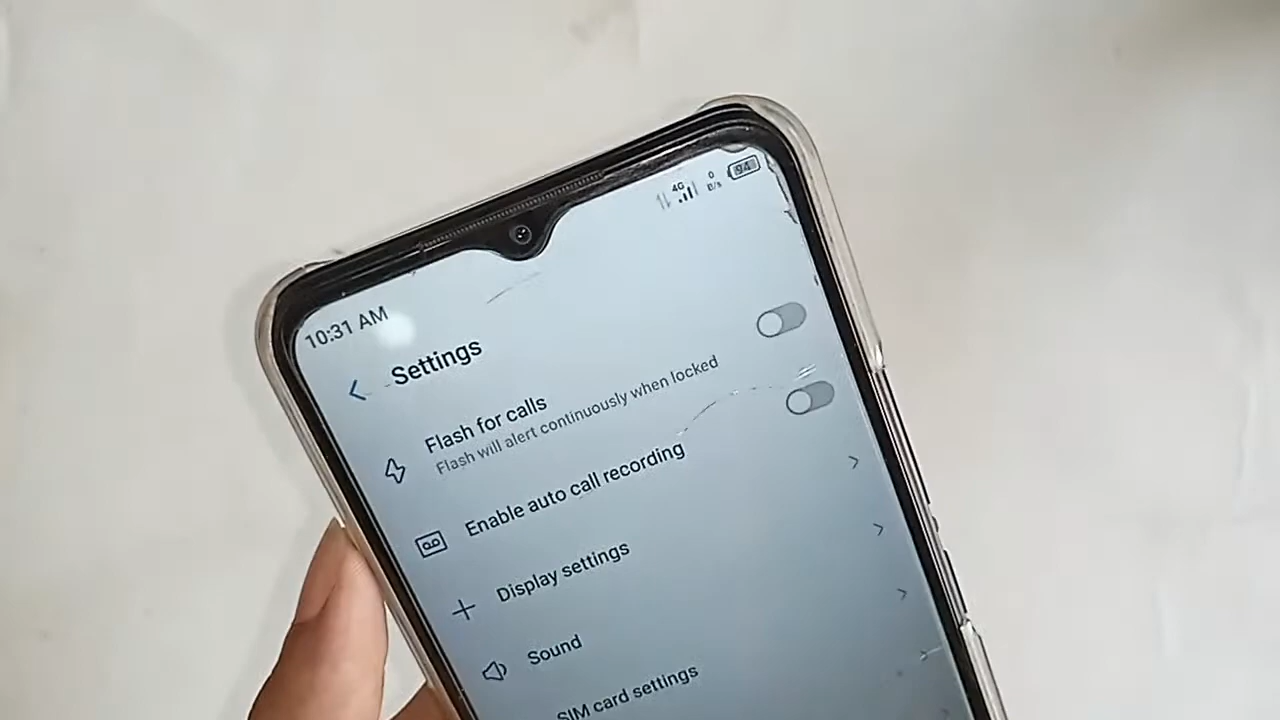 10:31 AM
4G
0
B/s
94
Settings
Flash for calls
Flash will alert continuously when locked
Enable auto call recording
Display settings
Sound
SIM card settings